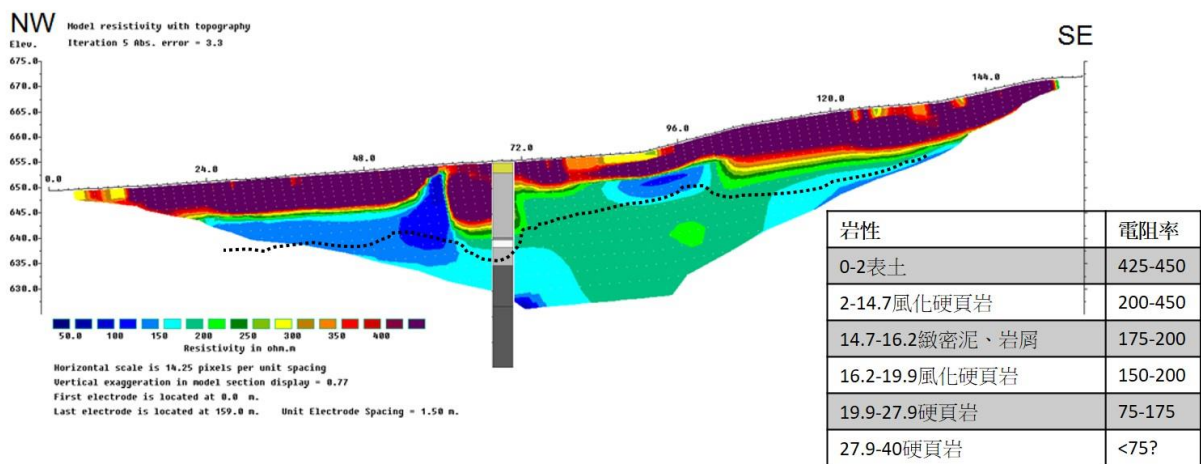 NW
Model resistivity with topography
Elev.
Iteration 5 Abs. error = 3.3
SE
675.0
670.0
665.0
660.0
655.0
650.0
645.0
640.0
635.0
630.0
0.0
24.0
48.0
72.0
96.0
120.0
144.0
50.0 100 150 200 250 300 350 400
Resistivity in ohm.m
Horizontal scale is 14.25 pixels per unit spacing
Vertical exaggeration in model section display = 0.77
First electrode is located at 0.0 m.
Last electrode is located at 159.0 m. Unit Electrode Spacing = 1.50 m.
岩性 電阻率
0-2表土 425-450
2-14.7風化硬頁岩 200-450
14.7-16.2緻密泥、岩屑 175-200
16.2-19.9風化硬頁岩 150-200
19.9-27.9硬頁岩 75-175
27.9-40硬頁岩 <75?